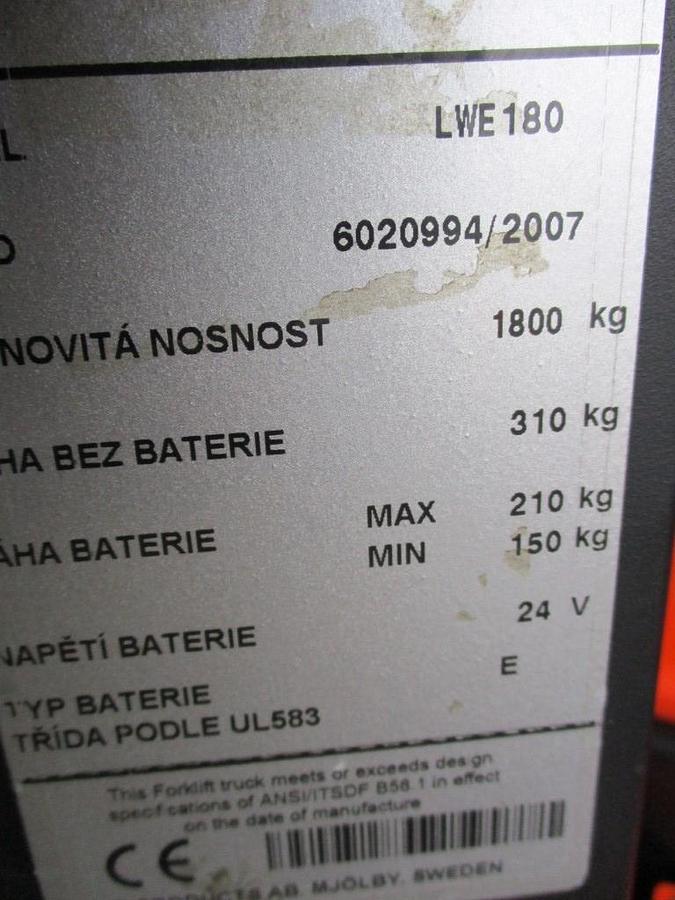 L. LWE180
O 6020994/2007
NOVITÁ NOSNOST 1800 kg
HA BEZ BATERIE 310 kg
ÁHA BATERIE MAX 210 kg
MIN 150 kg
NAPĚTÍ BATERIE 24 V
TYP BATERIE E
TŘÍDA PODLE UL583
This Forklift truck meets or exceeds design
specifications of ANSI/ITSDF B56.1 in effect
on the date of manufacture
CE
PRODUCTS AB. MJÖLBY. SWEDEN